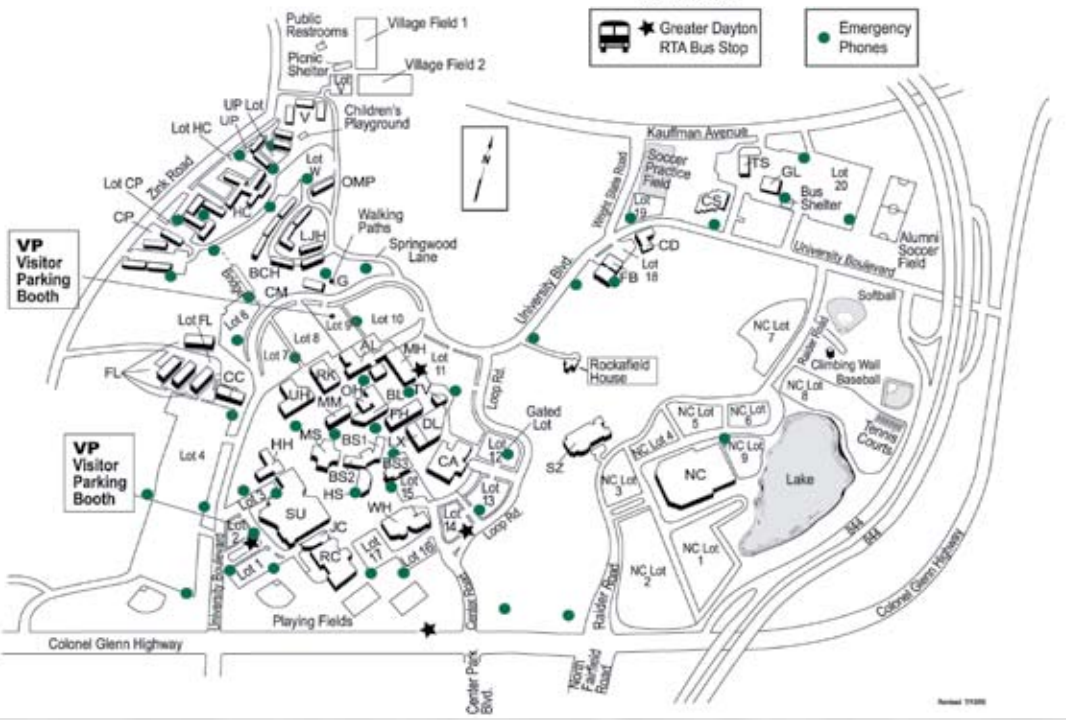 Public
Restrooms
Village Field 1
Picnic
Shelter
Village Field 2
Lot
V
Greater Dayton
RTA Bus Stop
Emergency
Phones
UP Lot
UP
V
Children's
Playground
Lot HC
Zink Road
Lot
W
OMP
Lot CP
CP
HC
LJH
Walking
Paths
Springwood
Lane
N
Kauffman Avenue
Wright State Road
Soccer
Practice
Field
Lot
19
CS
GL
Bus
Shelter
Lot
20
Alumni
Soccer
Field
University Boulevard
CD
Lot
18
FB
University Blvd.
VP
Visitor
Parking
Booth
BCH
Bridge
CM
Lot 6
Lot 8
Lot 9
Lot 10
Lot FL
Lot 7
FL
CC
RK
AL
MH
Lot
11
UH
OH
BL
TV
MM
FH
DL
Loop Rd.
Rockafield
House
NC Lot
7
Raider Road
Softball
Climbing Wall
Baseball
NC Lot
8
Tennis
Courts
Gated
Lot
MS
BS1
LX
BS3
CA
Lot
12
SZ
NC Lot
5
NC Lot
6
NC Lot 4
NC Lot
9
NC
NC Lot
3
Lake
VP
Visitor
Parking
Booth
Lot 4
HH
BS2
HS
Lot
15
Lot
13
Lot 3
SU
WH
Lot
14
Loop Rd.
Lot
2
JC
RC
Lot
17
Lot 16
Lot 1
NC Lot
2
NC Lot
1
844
844
Colonel Glenn Highway
University Boulevard
Center Road
Raider Road
Playing Fields
Colonel Glenn Highway
Center Park
Blvd.
North
Fairfield
Road